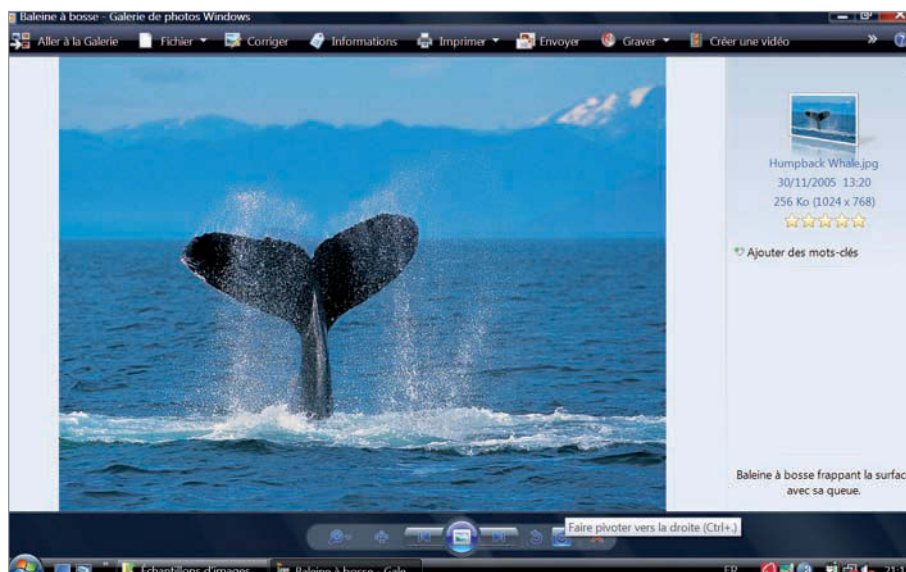 Baleine à bosse - Galerie de photos Windows
Aller à la Galerie Fichier Corriger Informations Imprimer Envoyer Graver Créer une vidéo »
Humpback Whale.jpg
30/11/2005 13:20
256 Ko (1024 x 768)
Ajouter des mots-clés
Baleine à bosse frappant la surfac
avec sa queue.
Faire pivoter vers la droite (Ctrl+.)
Échantillons d'images Baleine à bosse - Gale... FR